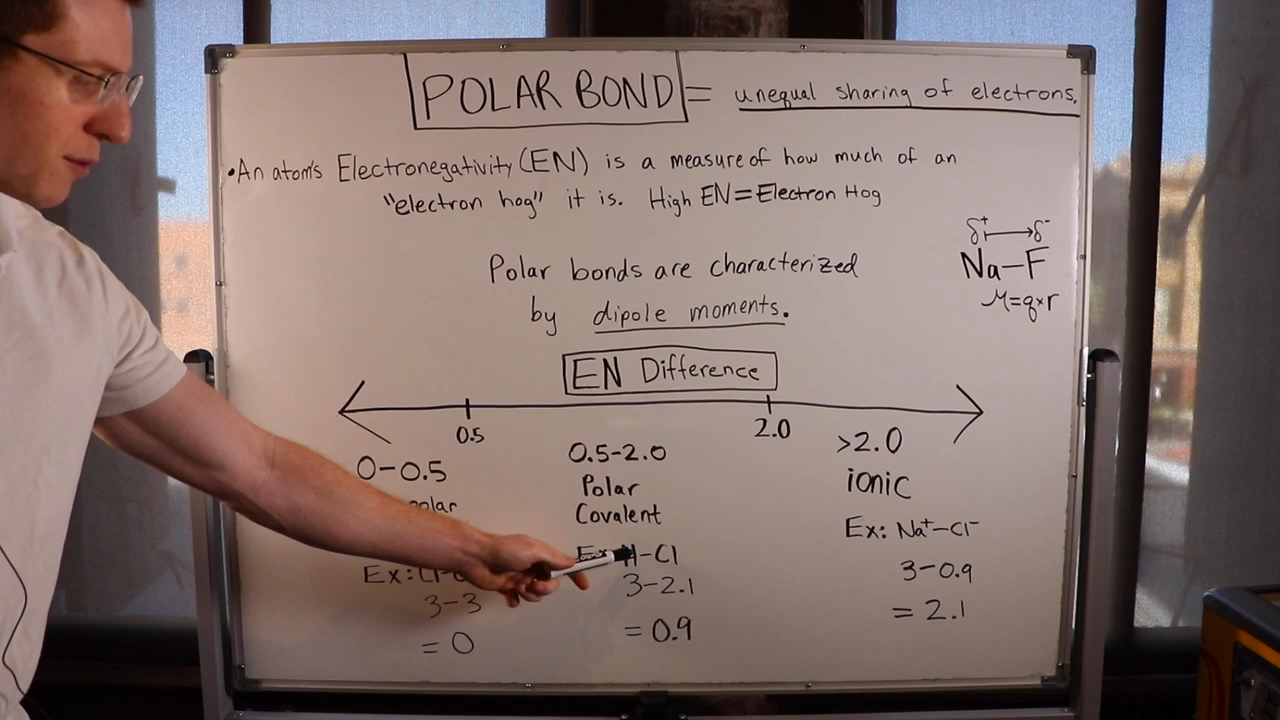 POLAR BOND = unequal sharing of electrons.
•An atom's Electronegativity (EN) is a measure of how much of an
"electron hog" it is. High EN=Electron Hog
δ+ ⟶ δ-
Na–F
μ=q×r
Polar bonds are characterized
by dipole moments.
EN Difference
0.5
2.0
0-0.5
polar
Ex: Cl-
3-3
= 0
0.5-2.0
Polar
Covalent
Ex H-Cl
3-2.1
= 0.9
>2.0
ionic
Ex: Na⁺-Cl⁻
3-0.9
= 2.1